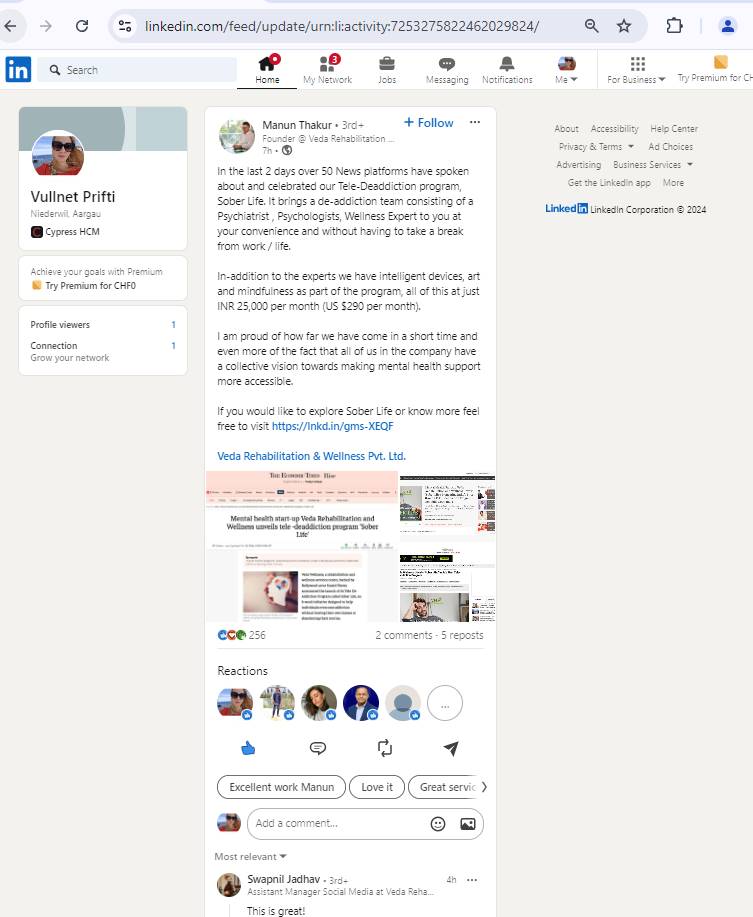 linkedin.com/feed/update/urn:li:activity:7253275822462029824/
in
Search
Home
3
My Network
Jobs
Messaging
Notifications
Me
For Business
Try Premium for CH
Vullnet Prifti
Niederwil, Aargau
Cypress HCM
Achieve your goals with Premium
Try Premium for CHF0
Profile viewers 1
Connection 1
Grow your network
Manun Thakur • 3rd+
+ Follow
...
Founder @ Veda Rehabilitation ...
7h •
In the last 2 days over 50 News platforms have spoken
about and celebrated our Tele-Deaddiction program,
Sober Life. It brings a de-addiction team consisting of a
Psychiatrist , Psychologists, Wellness Expert to you at
your convenience and without having to take a break
from work / life.
In-addition to the experts we have intelligent devices, art
and mindfulness as part of the program, all of this at just
INR 25,000 per month (US $290 per month).
I am proud of how far we have come in a short time and
even more of the fact that all of us in the company have
a collective vision towards making mental health support
more accessible.
If you would like to explore Sober Life or know more feel
free to visit https://lnkd.in/gms-XEQF
Veda Rehabilitation & Wellness Pvt. Ltd.
The Economic Times
Mental health start-up Veda Rehabilitation and
Wellness unveils tele -deaddiction program 'Sober
Life'
256
2 comments · 5 reposts
Reactions
...
Excellent work Manun
Love it
Great servic
Add a comment...
Most relevant
Swapnil Jadhav • 3rd+
4h
...
Assistant Manager Social Media at Veda Reha...
This is great!
About Accessibility Help Center
Privacy & Terms Ad Choices
Advertising Business Services
Get the LinkedIn app More
LinkedIn LinkedIn Corporation © 2024